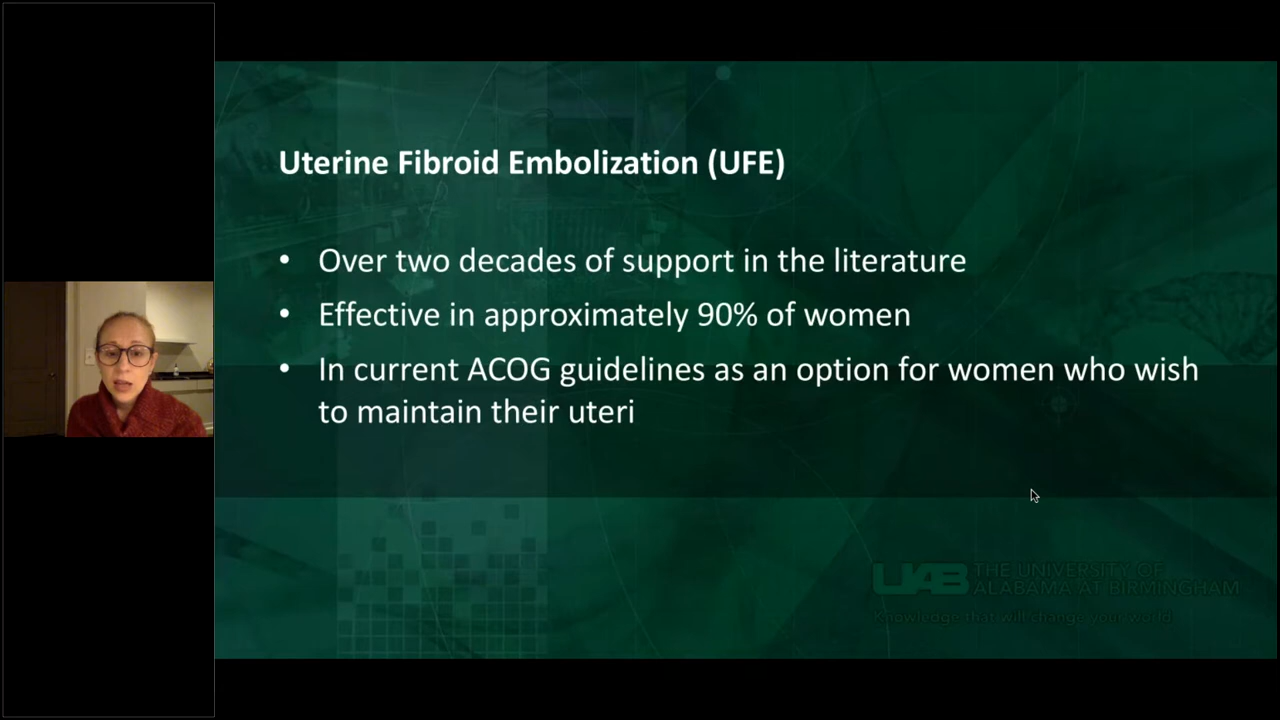 Uterine Fibroid Embolization (UFE)
• Over two decades of support in the literature
• Effective in approximately 90% of women
• In current ACOG guidelines as an option for women who wish
to maintain their uteri
UAB THE UNIVERSITY OF
ALABAMA AT BIRMINGHAM
Knowledge that will change your world